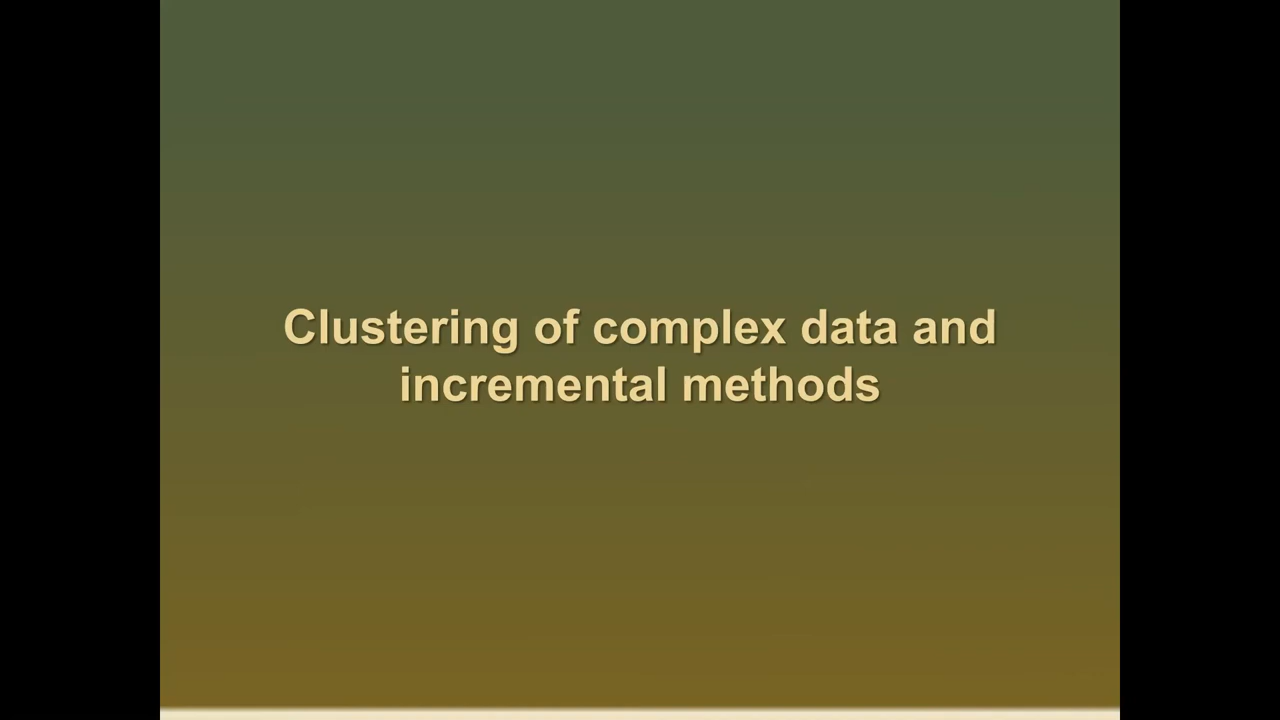 Clustering of complex data and
incremental methods